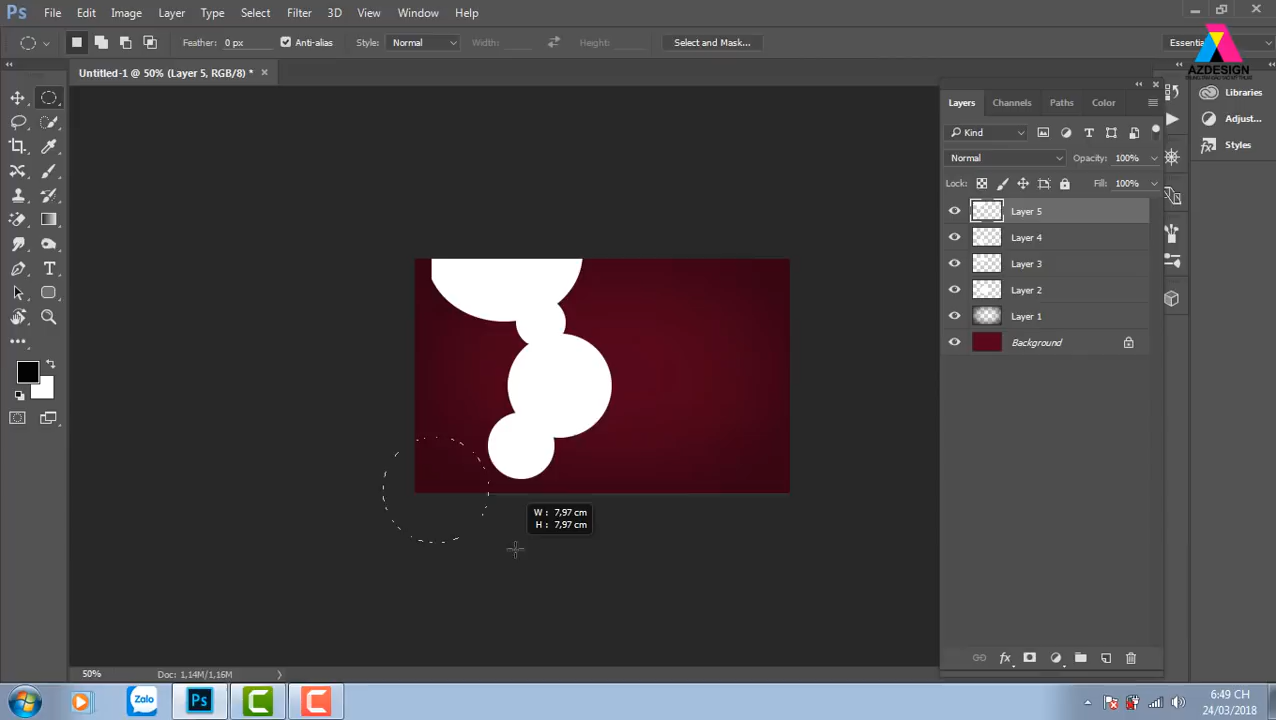 Ps File Edit Image Layer Type Select Filter 3D View Window Help
Feather: 0 px Anti-alias Style: Normal Width: Height: Select and Mask... Essentia
AZDESIGN
Untitled-1 @ 50% (Layer 5, RGB/8) * ×
Layers Channels Paths Color
Libraries
Adjust...
Styles
Kind
Normal Opacity: 100%
Lock: Fill: 100%
Layer 5
Layer 4
Layer 3
Layer 2
Layer 1
Background
W : 7,97 cm
H : 7,97 cm
50% Doc: 1,14M/1,16M
Zalo Ps
6:49 CH
24/03/2018